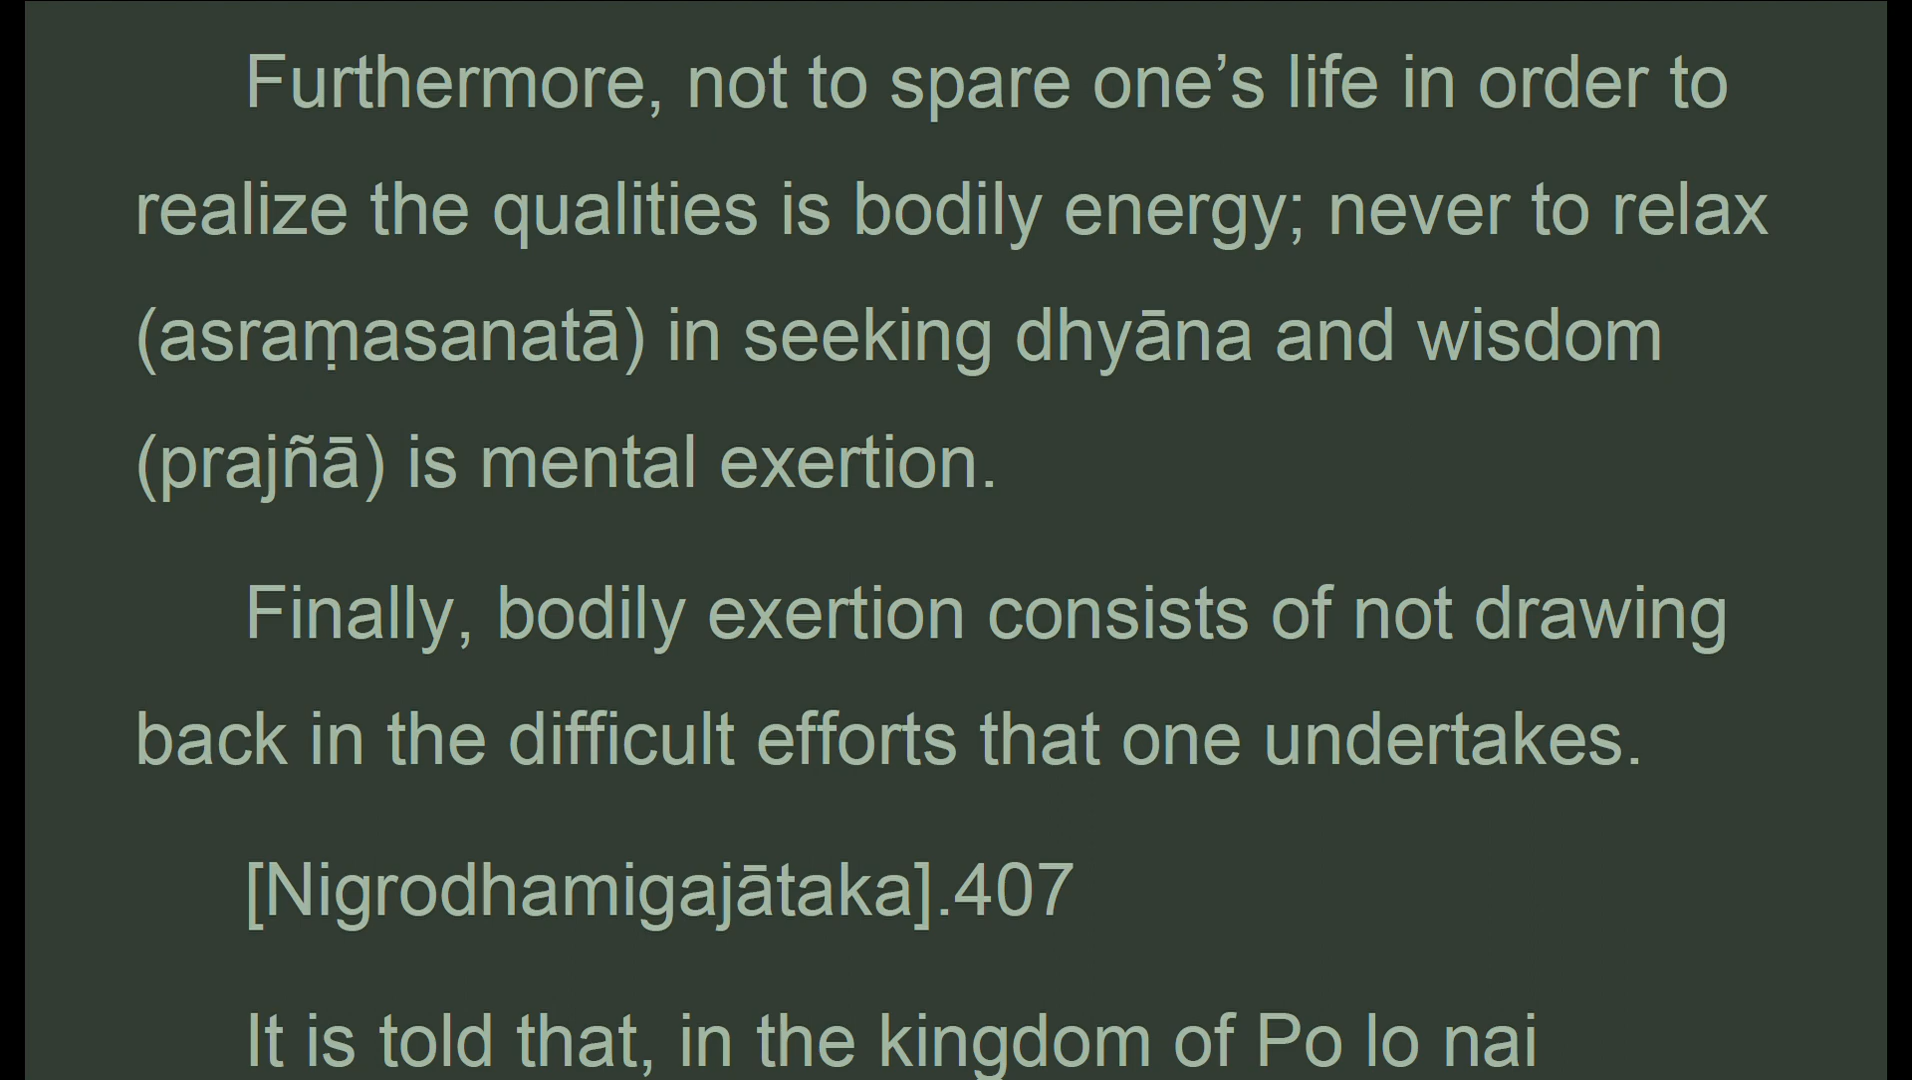 Furthermore, not to spare one’s life in order to
realize the qualities is bodily energy; never to relax
(asraṃasanatā) in seeking dhyāna and wisdom
(prajñā) is mental exertion.
Finally, bodily exertion consists of not drawing
back in the difficult efforts that one undertakes.
[Nigrodhamigajātaka].407
It is told that, in the kingdom of Po lo nai